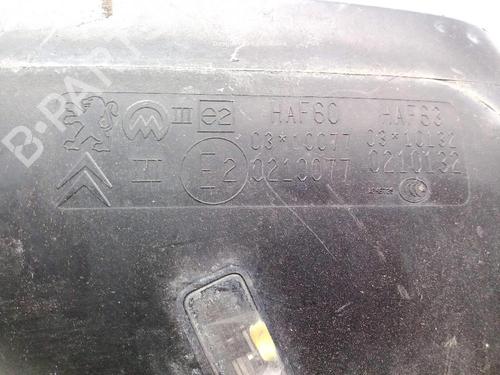 B-PARTS
III e2 HAF60 HAF63
03*10077 03*10132
II E2 0210077 0210132